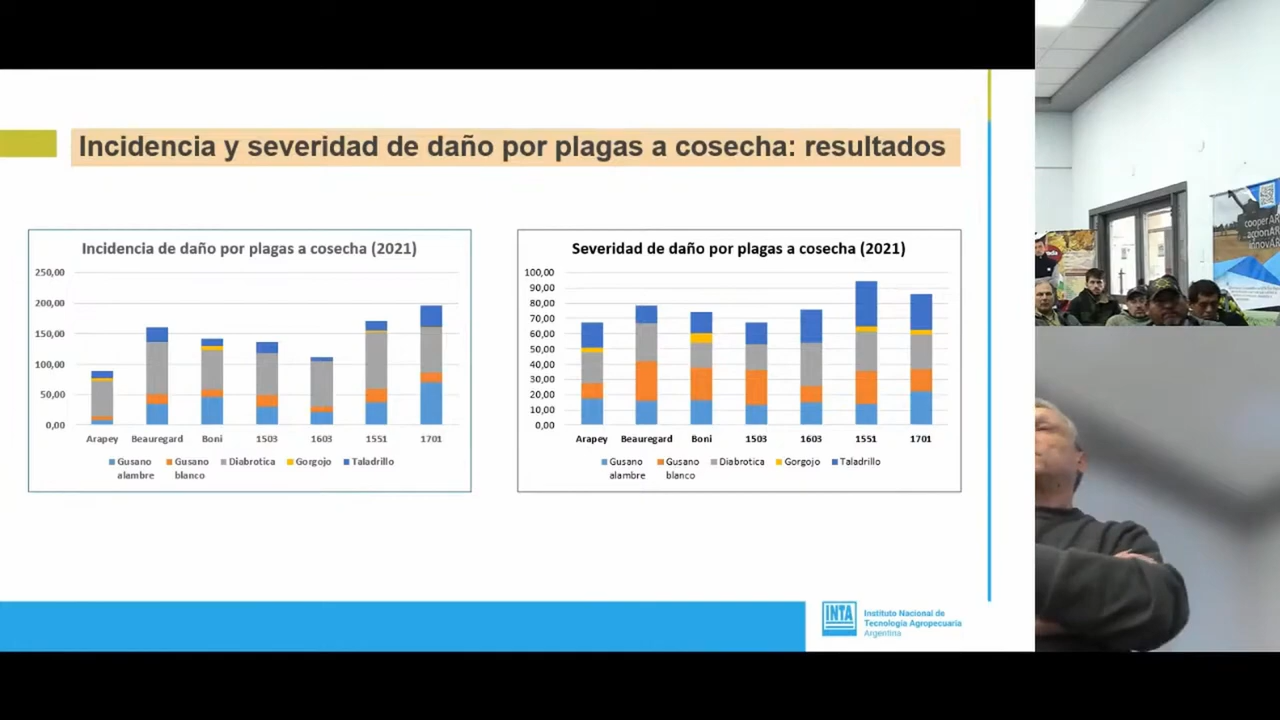 Incidencia y severidad de daño por plagas a cosecha: resultados
Incidencia de daño por plagas a cosecha (2021)
250,00
200,00
150,00
100,00
50,00
0,00
Arapey Beauregard Boni 1503 1603 1551 1701
Gusano alambre Gusano blanco Diabrotica Gorgojo Taladrillo
Severidad de daño por plagas a cosecha (2021)
100,00
90,00
80,00
70,00
60,00
50,00
40,00
30,00
20,00
10,00
0,00
Arapey Beauregard Boni 1503 1603 1551 1701
Gusano alambre Gusano blanco Diabrotica Gorgojo Taladrillo
INTA
Instituto Nacional de
Tecnología Agropecuaria
Argentina
cooperAR
innovAR